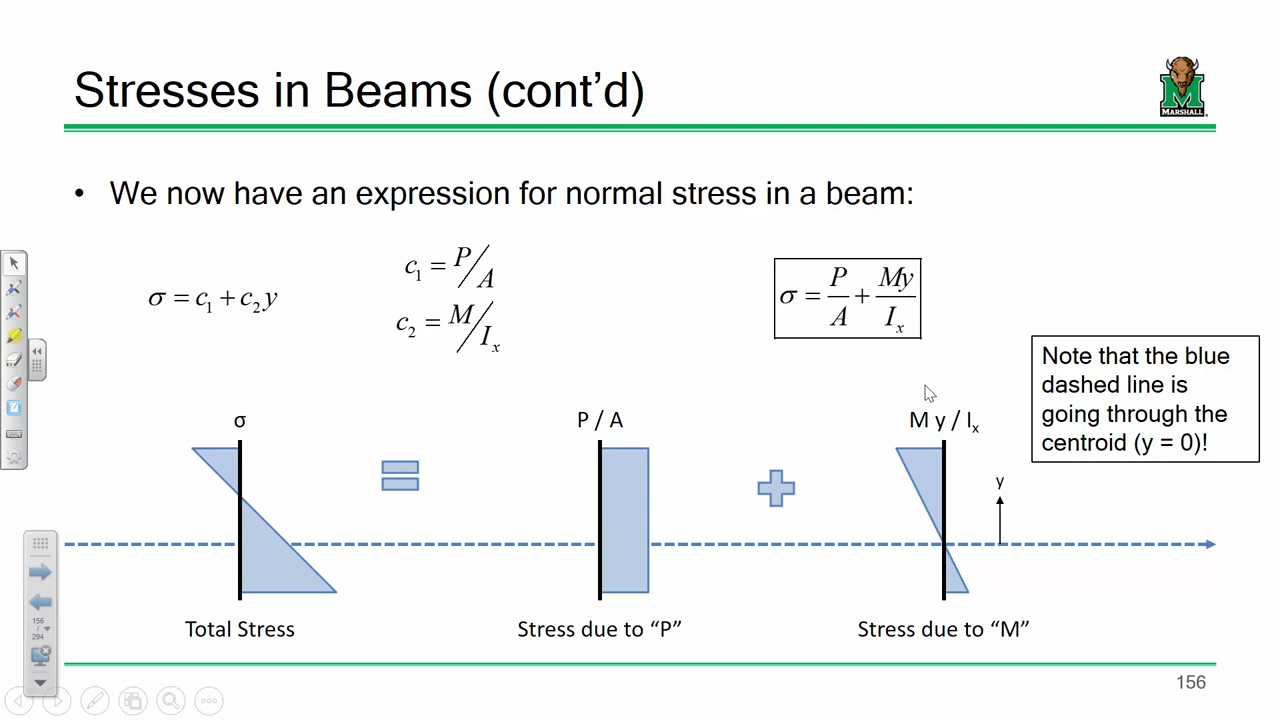 Stresses in Beams (cont’d)
MARSHALL
• We now have an expression for normal stress in a beam:
σ = c₁ + c₂y
c₁ = P/A
c₂ = M/Iₓ
σ = P/A + My/Iₓ
Note that the blue
dashed line is
going through the
centroid (y = 0)!
σ
P / A
M y / Iₓ
y
Total Stress
Stress due to “P”
Stress due to “M”
156
/
294
156